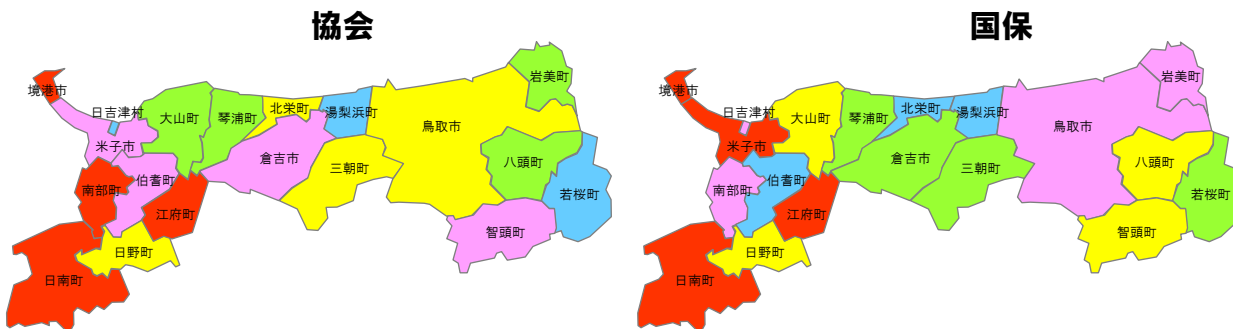 協会
国保
岩美町
境港市
日吉津村
大山町
琴浦町
北栄町
湯梨浜町
鳥取市
米子市
倉吉市
三朝町
八頭町
南部町
伯耆町
若桜町
江府町
智頭町
日野町
日南町
岩美町
境港市
日吉津村
大山町
琴浦町
北栄町
湯梨浜町
鳥取市
米子市
倉吉市
三朝町
八頭町
南部町
伯耆町
若桜町
江府町
智頭町
日野町
日南町